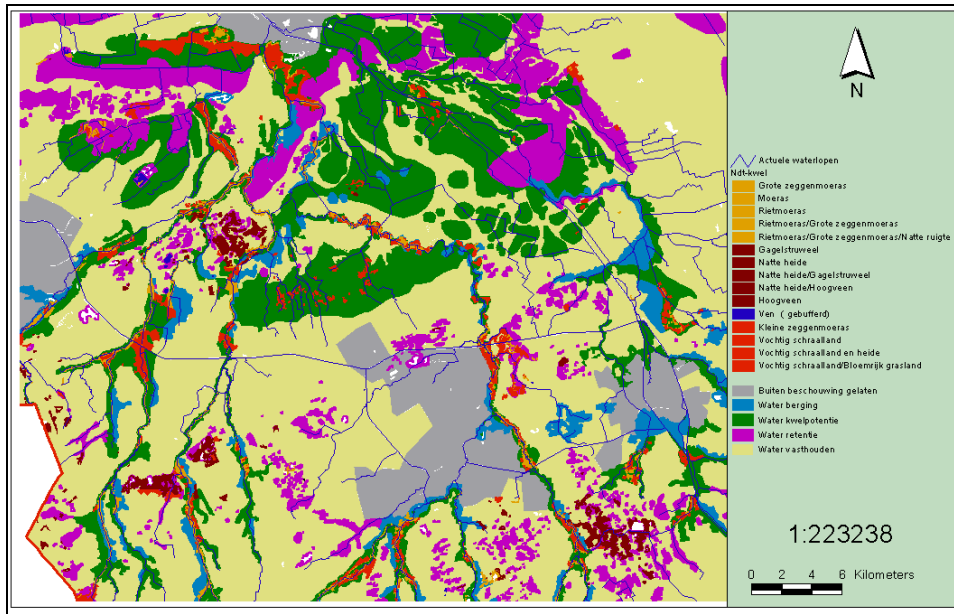 N
Actuele waterlopen
Ndt-kwel
Grote zeggenmoeras
Moeras
Rietmoeras
Rietmoeras/Grote zeggenmoeras
Rietmoeras/Grote zeggenmoeras/Natte ruigte
Gagelstruweel
Natte heide
Natte heide/Gagelstruweel
Natte heide/Hoogveen
Hoogveen
Ven ( gebufferd)
Kleine zeggenmoeras
Vochtig schraalland
Vochtig schraalland en heide
Vochtig schraalland/Bloemrijk grasland
Buiten beschouwing gelaten
Water berging
Water kwelpotentie
Water retentie
Water vasthouden
1:223238
0 2 4 6 Kilometers